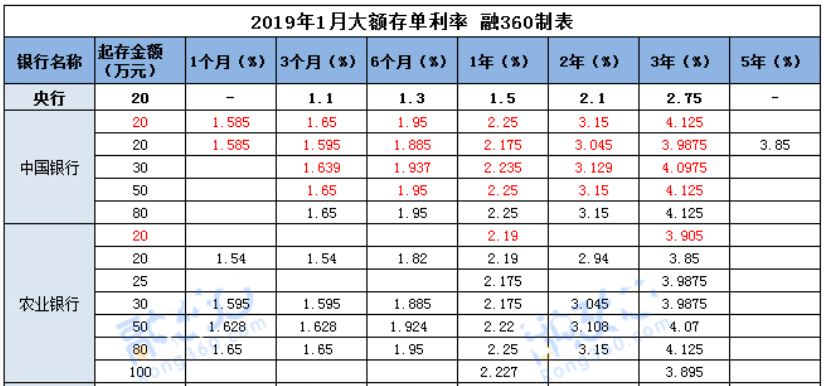 2019年1月大额存单利率 融360制表
银行名称 起存金额（万元） 1个月（%） 3个月（%） 6个月（%） 1年（%） 2年（%） 3年（%） 5年（%）
央行 20 - 1.1 1.3 1.5 2.1 2.75 -
中国银行
20 1.585 1.65 1.95 2.25 3.15 4.125
20 1.585 1.595 1.885 2.175 3.045 3.9875 3.85
30 1.639 1.937 2.235 3.129 4.0975
50 1.65 1.95 2.25 3.15 4.125
80 1.65 1.95 2.25 3.15 4.125
农业银行
20 2.19 3.905
20 1.54 1.54 1.82 2.19 2.94 3.85
25 2.175 3.9875
30 1.595 1.595 1.885 2.175 3.045 3.9875
50 1.628 1.628 1.924 2.22 3.108 4.07
80 1.65 1.65 1.95 2.25 3.15 4.125
100 2.227 3.895